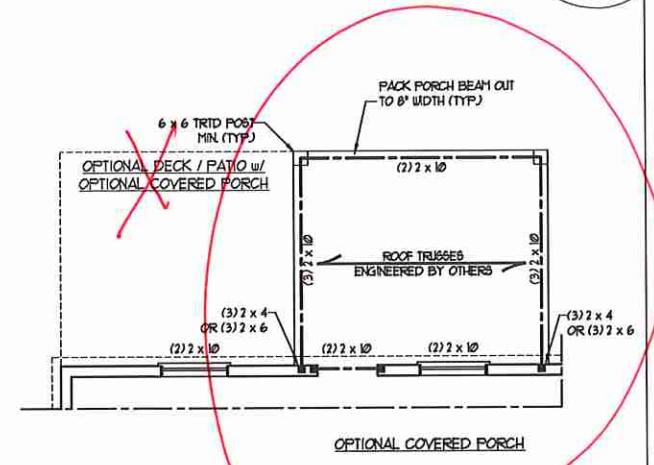 PACK PORCH BEAM OUT
TO 8" WIDTH (TYP.)
6 x 6 TRTD POST
MIN. (TYP.)
OPTIONAL DECK / PATIO w/
OPTIONAL COVERED PORCH
(2) 2 x 10
(3) 2 x 10
ROOF TRUSSES
ENGINEERED BY OTHERS
(3) 2 x 10
(3) 2 x 4
OR (3) 2 x 6
(3) 2 x 4
OR (3) 2 x 6
(2) 2 x 10
(2) 2 x 10
(2) 2 x 10
OPTIONAL COVERED PORCH